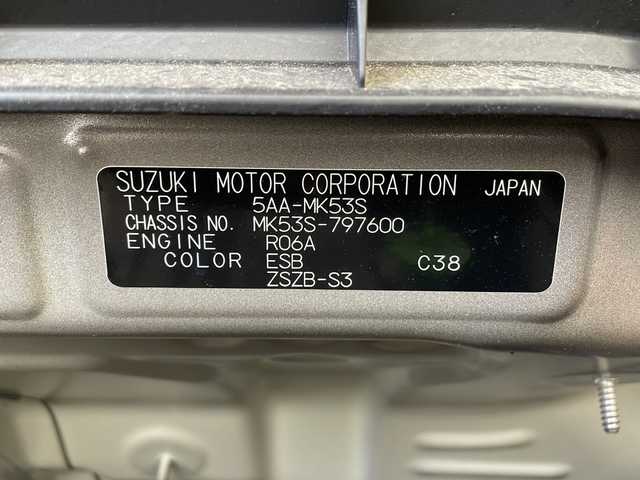 SUZUKI MOTOR CORPORATION JAPAN
TYPE 5AA-MK53S
CHASSIS NO. MK53S-797600
ENGINE R06A
COLOR ESB C38
ZSZB-S3